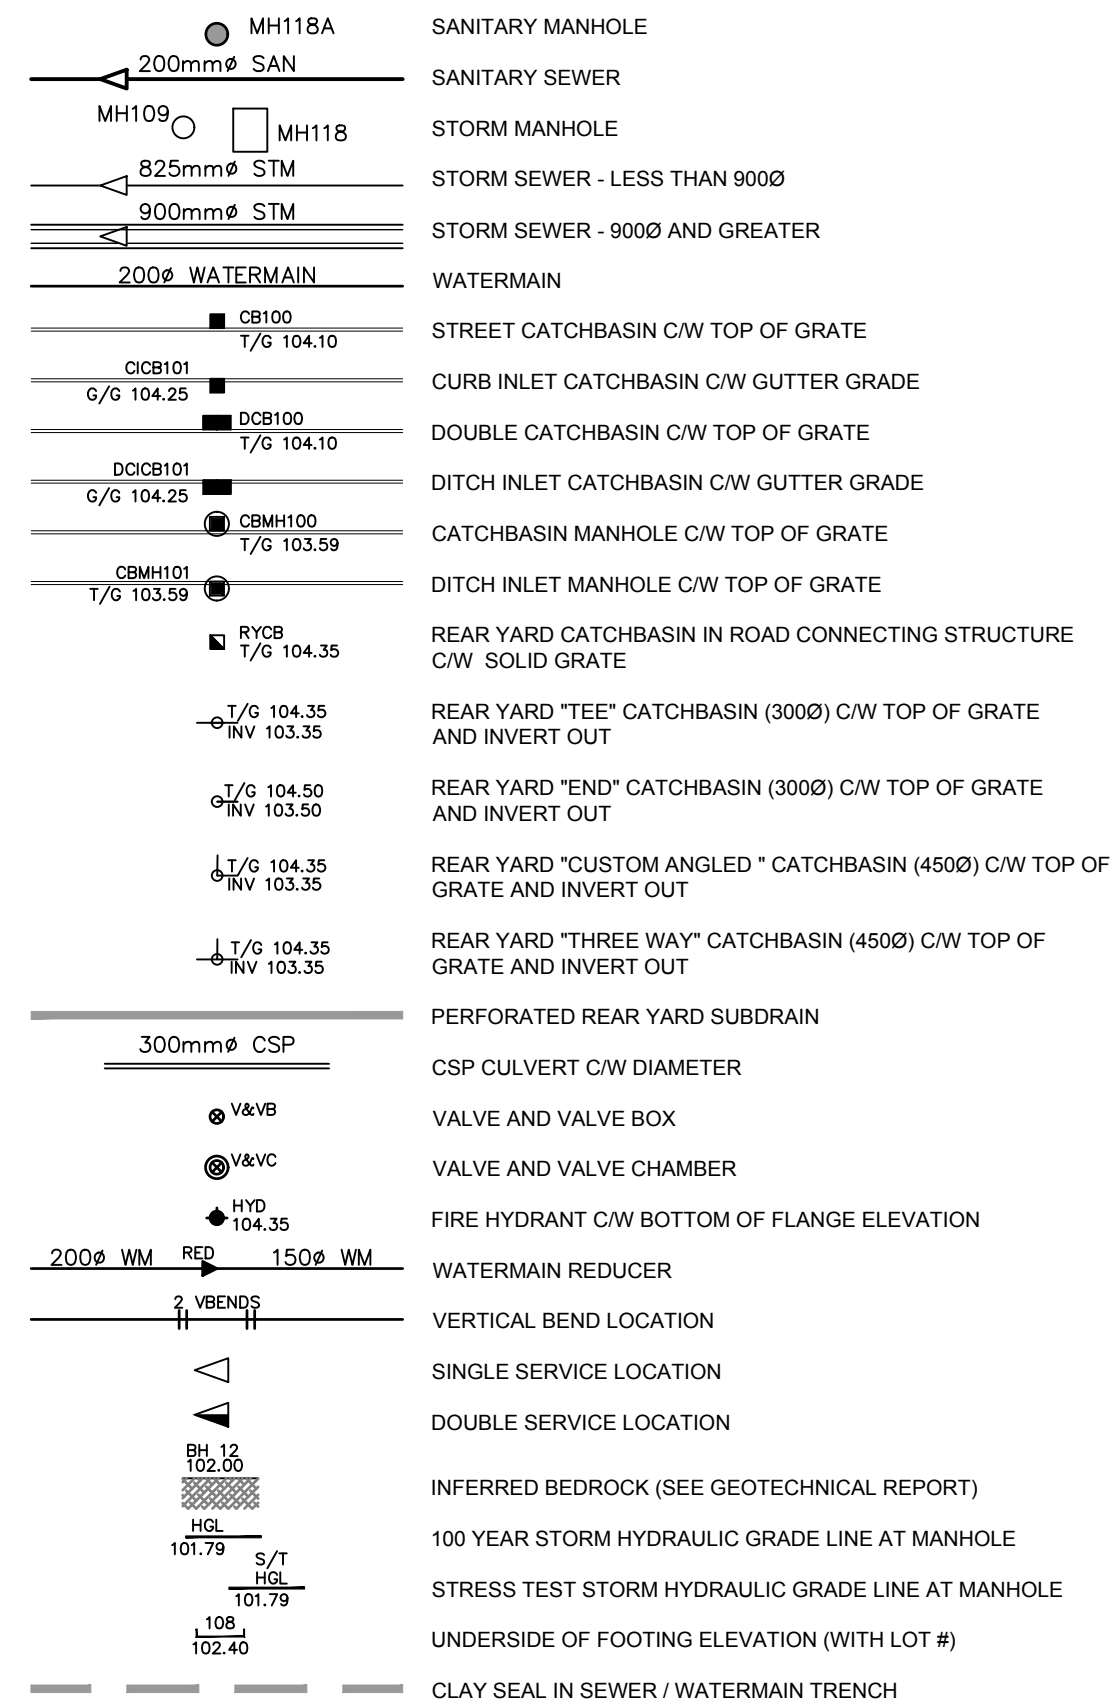 MH118A SANITARY MANHOLE
200mmø SAN SANITARY SEWER
MH109 MH118 STORM MANHOLE
825mmø STM STORM SEWER - LESS THAN 900Ø
900mmø STM STORM SEWER - 900Ø AND GREATER
200ø WATERMAIN WATERMAIN
CB100
T/G 104.10
STREET CATCHBASIN C/W TOP OF GRATE
CICB101
G/G 104.25
CURB INLET CATCHBASIN C/W GUTTER GRADE
DCB100
T/G 104.10
DOUBLE CATCHBASIN C/W TOP OF GRATE
DCICB101
G/G 104.25
DITCH INLET CATCHBASIN C/W GUTTER GRADE
CBMH100
T/G 103.59
CATCHBASIN MANHOLE C/W TOP OF GRATE
CBMH101
T/G 103.59
DITCH INLET MANHOLE C/W TOP OF GRATE
RYCB
T/G 104.35
REAR YARD CATCHBASIN IN ROAD CONNECTING STRUCTURE
C/W SOLID GRATE
T/G 104.35
INV 103.35
REAR YARD "TEE" CATCHBASIN (300Ø) C/W TOP OF GRATE
AND INVERT OUT
T/G 104.50
INV 103.50
REAR YARD "END" CATCHBASIN (300Ø) C/W TOP OF GRATE
AND INVERT OUT
T/G 104.35
INV 103.35
REAR YARD "CUSTOM ANGLED " CATCHBASIN (450Ø) C/W TOP OF
GRATE AND INVERT OUT
T/G 104.35
INV 103.35
REAR YARD "THREE WAY" CATCHBASIN (450Ø) C/W TOP OF
GRATE AND INVERT OUT
PERFORATED REAR YARD SUBDRAIN
300mmø CSP CSP CULVERT C/W DIAMETER
V&VB VALVE AND VALVE BOX
V&VC VALVE AND VALVE CHAMBER
HYD
104.35
FIRE HYDRANT C/W BOTTOM OF FLANGE ELEVATION
200ø WM RED 150ø WM WATERMAIN REDUCER
2 VBENDS VERTICAL BEND LOCATION
SINGLE SERVICE LOCATION
DOUBLE SERVICE LOCATION
BH 12
102.00
INFERRED BEDROCK (SEE GEOTECHNICAL REPORT)
HGL
101.79
100 YEAR STORM HYDRAULIC GRADE LINE AT MANHOLE
S/T
HGL
101.79
STRESS TEST STORM HYDRAULIC GRADE LINE AT MANHOLE
108
102.40
UNDERSIDE OF FOOTING ELEVATION (WITH LOT #)
CLAY SEAL IN SEWER / WATERMAIN TRENCH